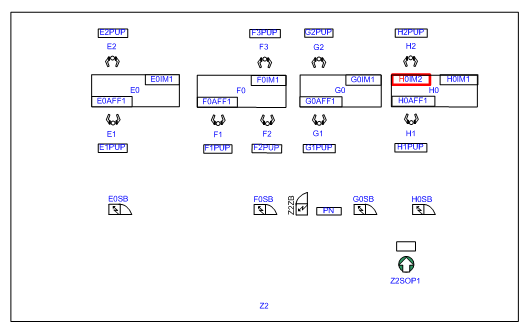 E2PUP F3PUP G2PUP H2PUP
E2 F3 G2 H2
E0IM1 F0IM1 G0IM1 H0IM2 H0IM1
E0 F0 G0 H0
E0AFF1 F0AFF1 G0AFF1 H0AFF1
E1 F1 F2 G1 H1
E1PUP F1PUP F2PUP G1PUP H1PUP
E0SB F0SB Z2ZB G0SB H0SB
PN
Z2SOP1
Z2